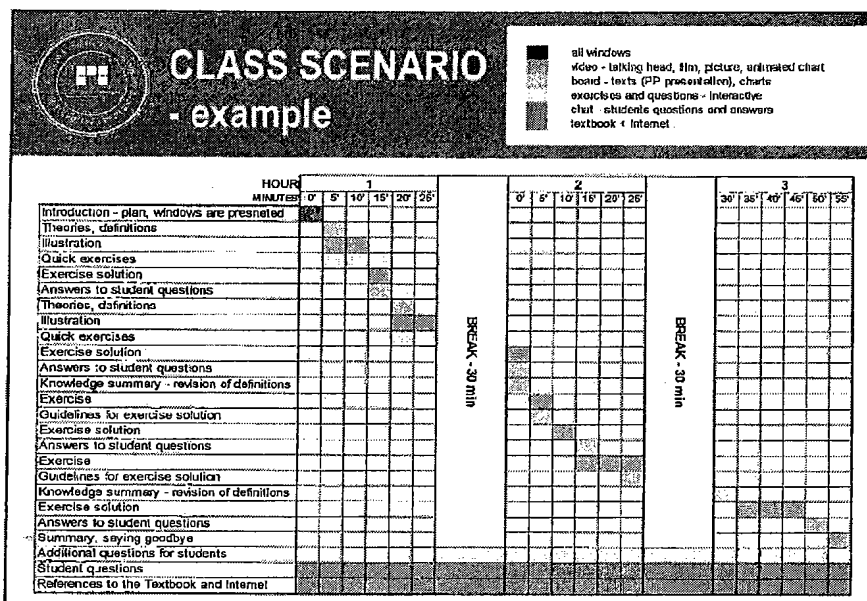 CLASS SCENARIO
- example
all windows
video - talking head, film, picture, animated chart
board - texts (PP presentation), charts
exercises and questions - Interactive
chat - students questions and answers
textbook + Internet
HOUR 1 2 3
MINUTES 0' 5' 10' 15' 20' 25' 0' 5' 10' 15' 20' 25' 30' 35' 40' 45' 50' 55'
Introduction - plan, windows are presneted
Theories, definitions
Illustration
Quick exercises
Exercise solution
Answers to student questions
Theories, definitions
Illustration
Quick exercises
Exercise solution
Answers to student questions
Knowledge summary - revision of definitions
Exercise
Guidelines for exercise solution
Exercise solution
Answers to student questions
Exercise
Guidelines for exercise solution
Knowledge summary - revision of definitions
Exercise solution
Answers to student questions
Summary, saying goodbye
Additional questions for students
Student questions
References to the Textbook and Internet
BREAK - 30 min
BREAK - 30 min